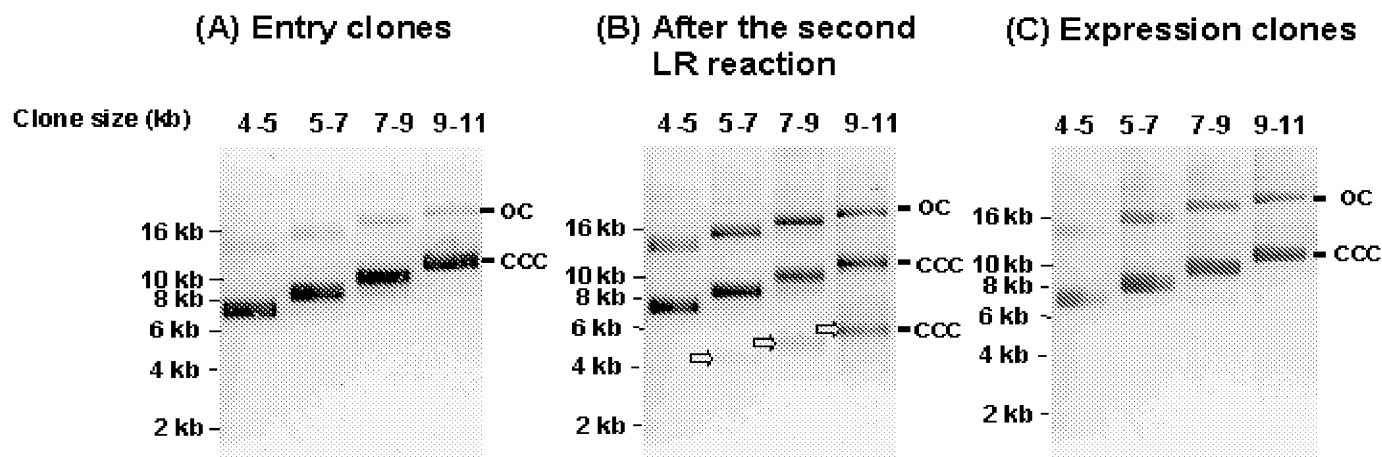 (A) Entry clones
(B) After the second
LR reaction
(C) Expression clones
Clone size (kb)
4 -5 5-7 7-9 9-11
4 -5 5 -7 7 -9 9-11
4 -5 5 -7 7 -9 9-11
16 kb
10 kb
8 kb
6 kb
4 kb
2 kb
OC
CCC
16 kb
10 kb
8 kb
6 kb
4 kb
2 kb
OC
CCC
CCC
16 kb
10 kb
8 kb
6 kb
4 kb
2 kb
OC
CCC